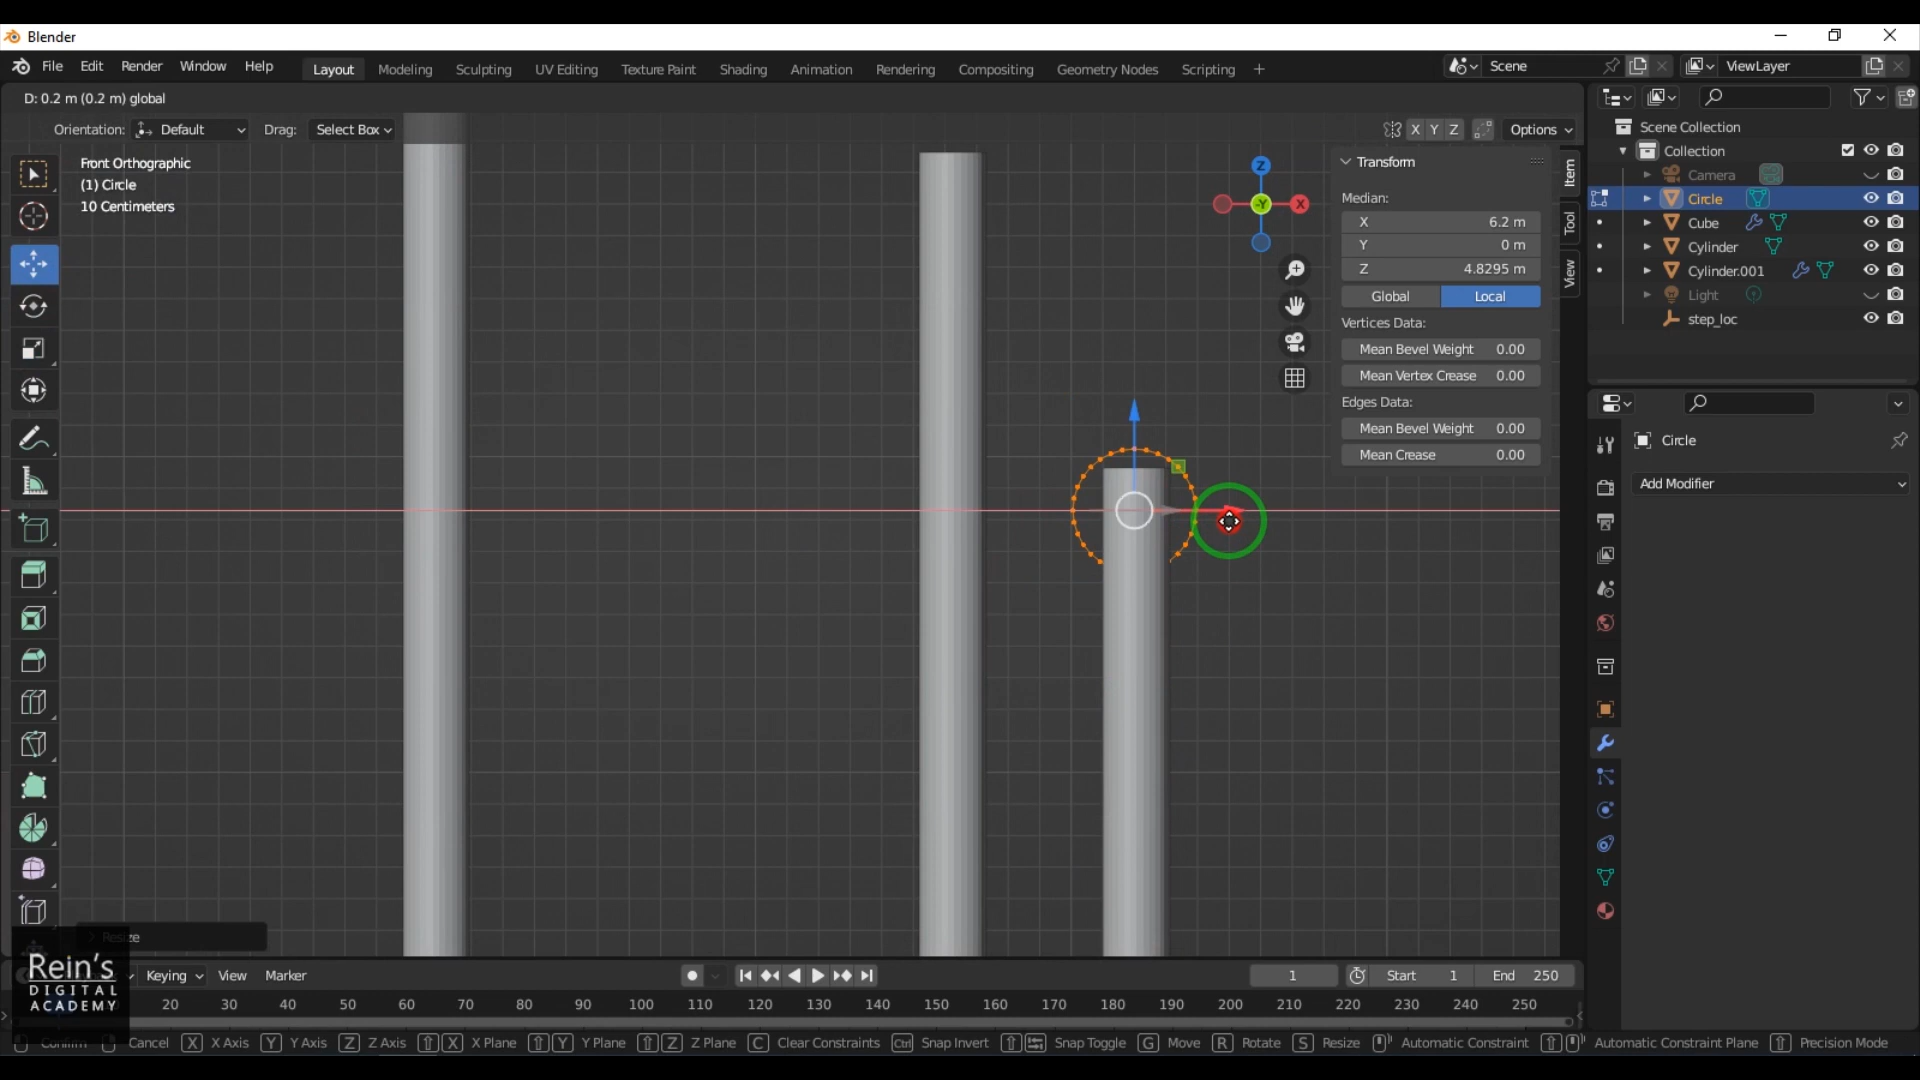 Blender
File Edit Render Window Help Layout Modeling Sculpting UV Editing Texture Paint Shading Animation Rendering Compositing Geometry Nodes Scripting + Scene ViewLayer
D: 0.2 m (0.2 m) global
Orientation: Default Drag: Select Box X Y Z Options
Front Orthographic
(1) Circle
10 Centimeters
Z
-Y
X
Transform
Median:
X 6.2 m
Y 0 m
Z 4.8295 m
Global Local
Vertices Data:
Mean Bevel Weight 0.00
Mean Vertex Crease 0.00
Edges Data:
Mean Bevel Weight 0.00
Mean Crease 0.00
Item
Tool
View
Scene Collection
Collection
Camera
Circle
Cube
Cylinder
Cylinder.001
Light
step_loc
Circle
Add Modifier
Resize
Rein's
DIGITAL
ACADEMY
Keying View Marker 1 Start 1 End 250
20 30 40 50 60 70 80 90 100 110 120 130 140 150 160 170 180 190 200 210 220 230 240 250
Confirm Cancel X X Axis Y Y Axis Z Z Axis X X Plane Y Y Plane Z Z Plane C Clear Constraints Ctrl Snap Invert Snap Toggle G Move R Rotate S Resize Automatic Constraint Automatic Constraint Plane Precision Mode